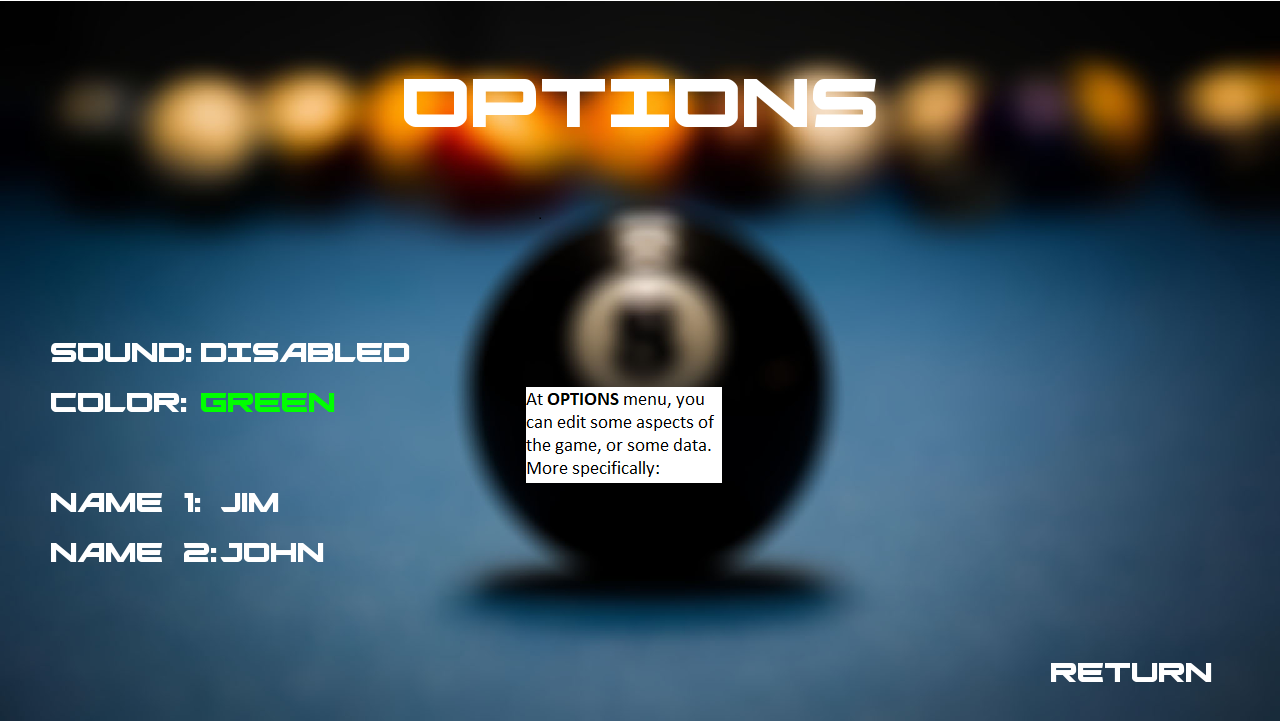 OPTIONS
SOUND: DISABLED
COLOR: GREEN
At OPTIONS menu, you
can edit some aspects of
the game, or some data.
More specifically:
NAME 1: JIM
NAME 2: JOHN
RETURN